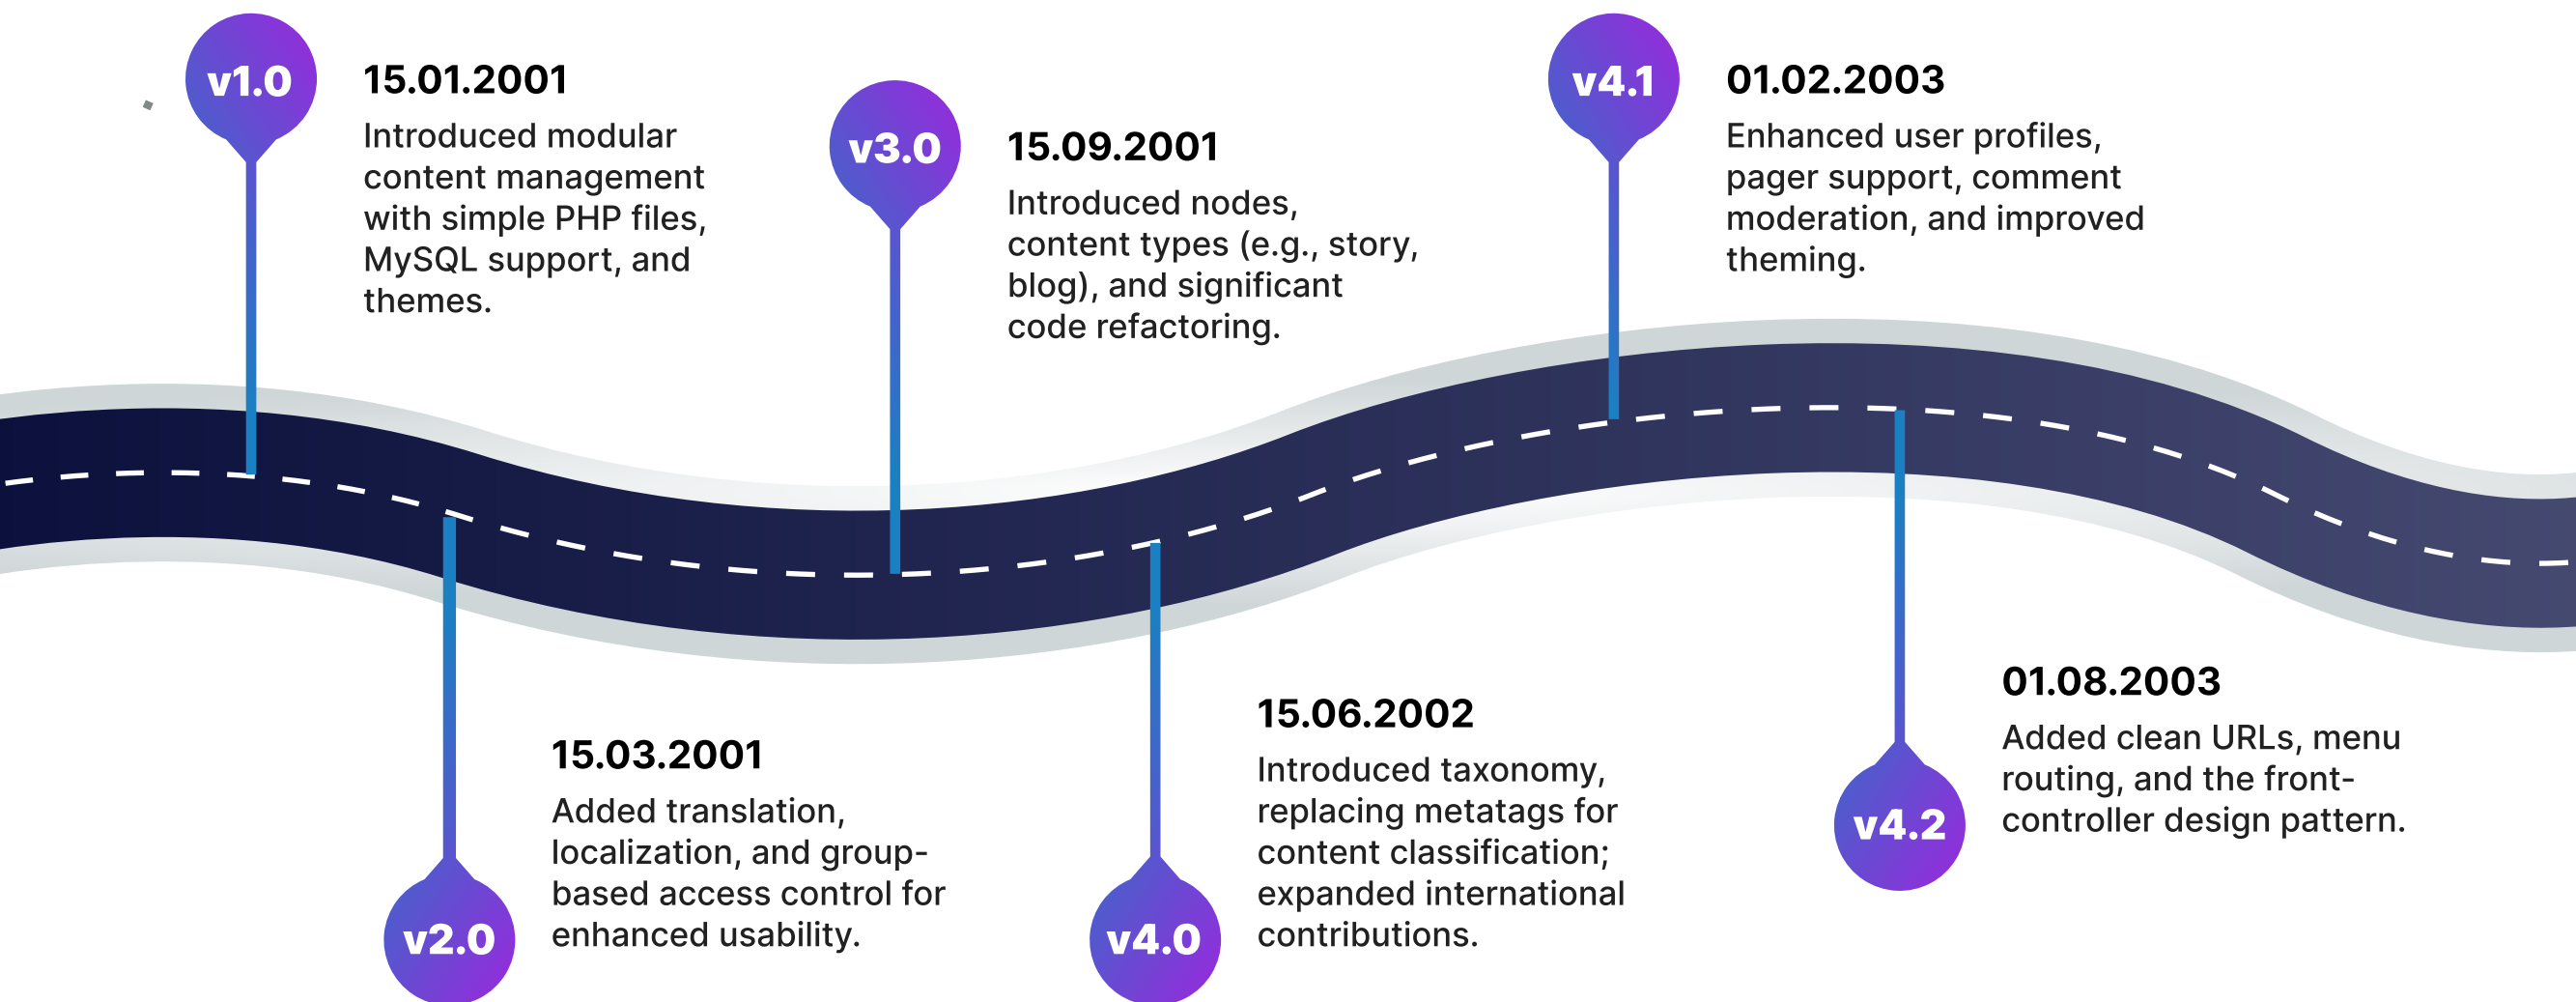 v1.0
15.01.2001
Introduced modular
content management
with simple PHP files,
MySQL support, and
themes.
v2.0
15.03.2001
Added translation,
localization, and group-
based access control for
enhanced usability.
v3.0
15.09.2001
Introduced nodes,
content types (e.g., story,
blog), and significant
code refactoring.
v4.0
15.06.2002
Introduced taxonomy,
replacing metatags for
content classification;
expanded international
contributions.
v4.1
01.02.2003
Enhanced user profiles,
pager support, comment
moderation, and improved
theming.
v4.2
01.08.2003
Added clean URLs, menu
routing, and the front-
controller design pattern.